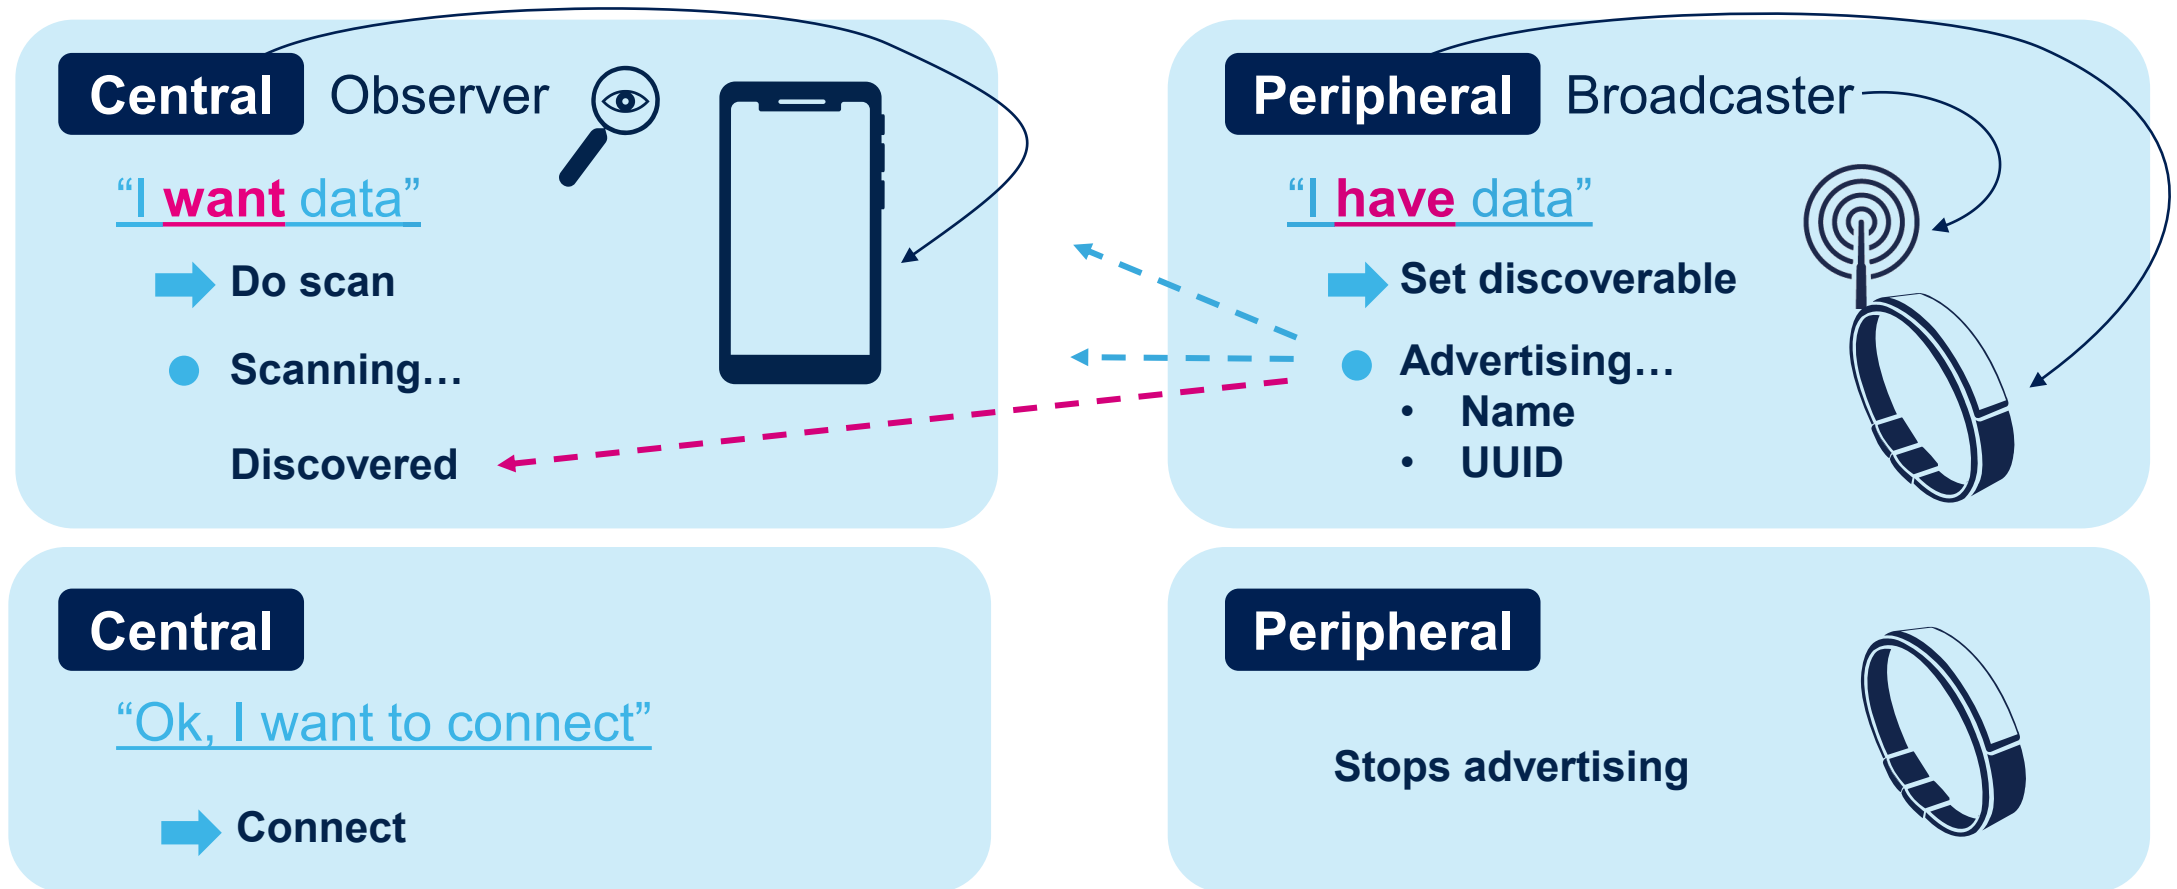 Central Observer
“I want data”
Do scan
Scanning…
Discovered
Peripheral Broadcaster
“I have data”
Set discoverable
Advertising…
• Name
• UUID
Central
“Ok, I want to connect”
Connect
Peripheral
Stops advertising